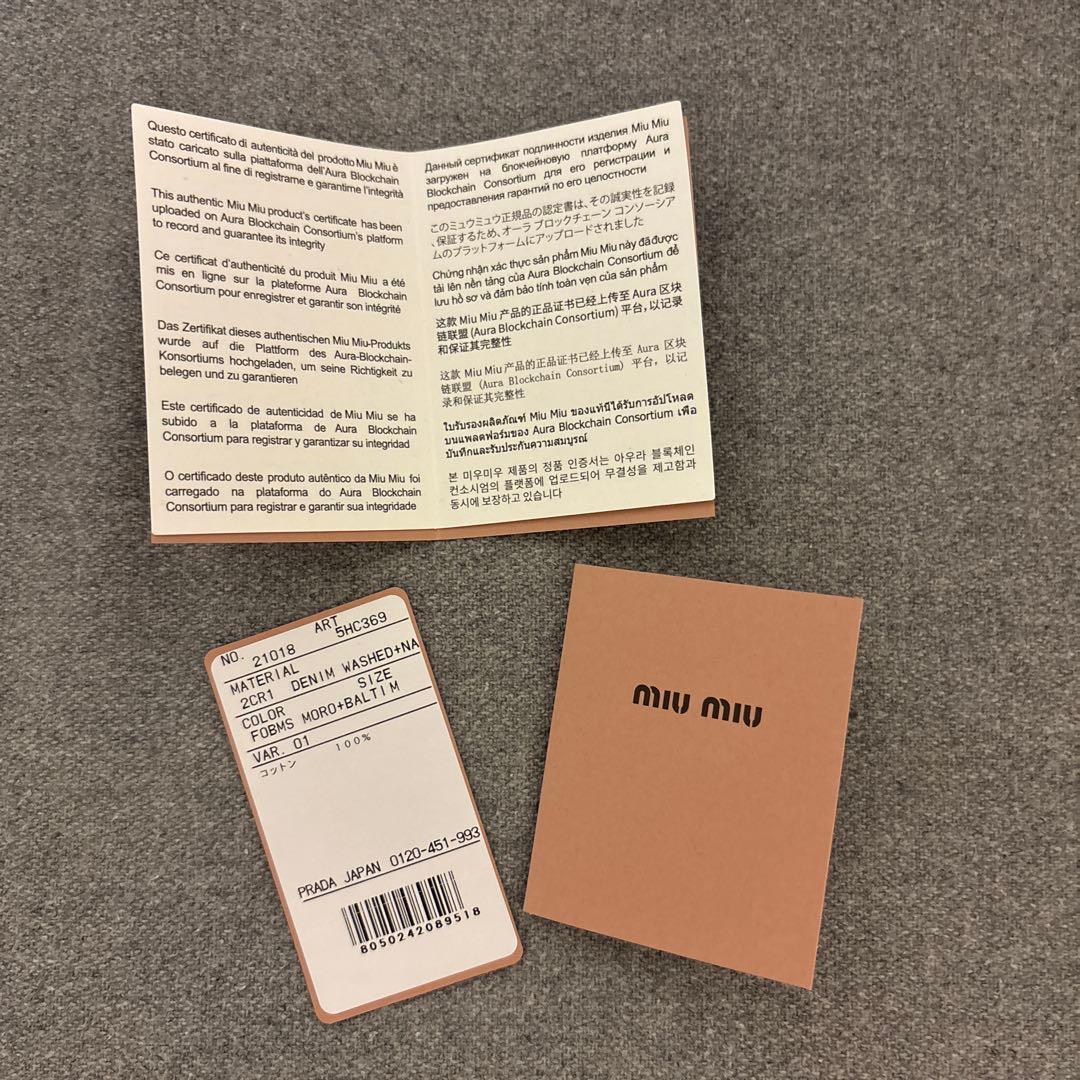 Questo certificato di autenticità del prodotto Miu Miu è
stato caricato sulla piattaforma dell'Aura Blockchain
Consortium al fine di registrarne e garantirne l'integrità
This authentic Miu Miu product's certificate has been
uploaded on Aura Blockchain Consortium's platform
to record and guarantee its integrity
Ce certificat d'authenticité du produit Miu Miu a été
mis en ligne sur la plateforme Aura Blockchain
Consortium pour enregistrer et garantir son intégrité
Das Zertifikat dieses authentischen Miu Miu-Produkts
wurde auf die Plattform des Aura-Blockchain-
Konsortiums hochgeladen, um seine Richtigkeit zu
belegen und zu garantieren
Este certificado de autenticidad de Miu Miu se ha
subido a la plataforma de Aura Blockchain
Consortium para registrar y garantizar su integridad
O certificado deste produto autêntico da Miu Miu foi
carregado na plataforma do Aura Blockchain
Consortium para registrar e garantir sua integridade
Данный сертификат подлинности изделия Miu Miu
загружен на блокчейновую платформу Aura
Blockchain Consortium для его регистрации и
предоставления гарантий по его целостности
このミュウミュウ正規品の認定書は、その誠実性を記録
、保証するため、オーラ ブロックチェーン コンソーシア
ムのプラットフォームにアップロードされました
Chứng nhận xác thực sản phẩm Miu Miu này đã được
tải lên nền tảng của Aura Blockchain Consortium để
lưu hồ sơ và đảm bảo tính toàn vẹn của sản phẩm
这款 Miu Miu 产品的正品证书已经上传至 Aura 区块
链联盟 (Aura Blockchain Consortium) 平台，以记录
和保证其完整性
这款 Miu Miu 产品的正品证书已经上传至 Aura 区块
链联盟 (Aura Blockchain Consortium) 平台，以记
录和保证其完整性
ใบรับรองผลิตภัณฑ์ Miu Miu ของแท้นี้ได้รับการอัปโหลด
บนแพลตฟอร์มของ Aura Blockchain Consortium เพื่อ
บันทึกและรับประกันความสมบูรณ์
본 미우미우 제품의 정품 인증서는 아우라 블록체인
컨소시엄의 플랫폼에 업로드되어 무결성을 제고함과
동시에 보장하고 있습니다
NO. 21018 ART 5HC369
MATERIAL
2CR1 DENIM WASHED+NA
COLOR SIZE
F0BMS MORO+BALTIM
VAR. 01
コットン 100%
PRADA JAPAN 0120-451-993
8050242089518
miu miu